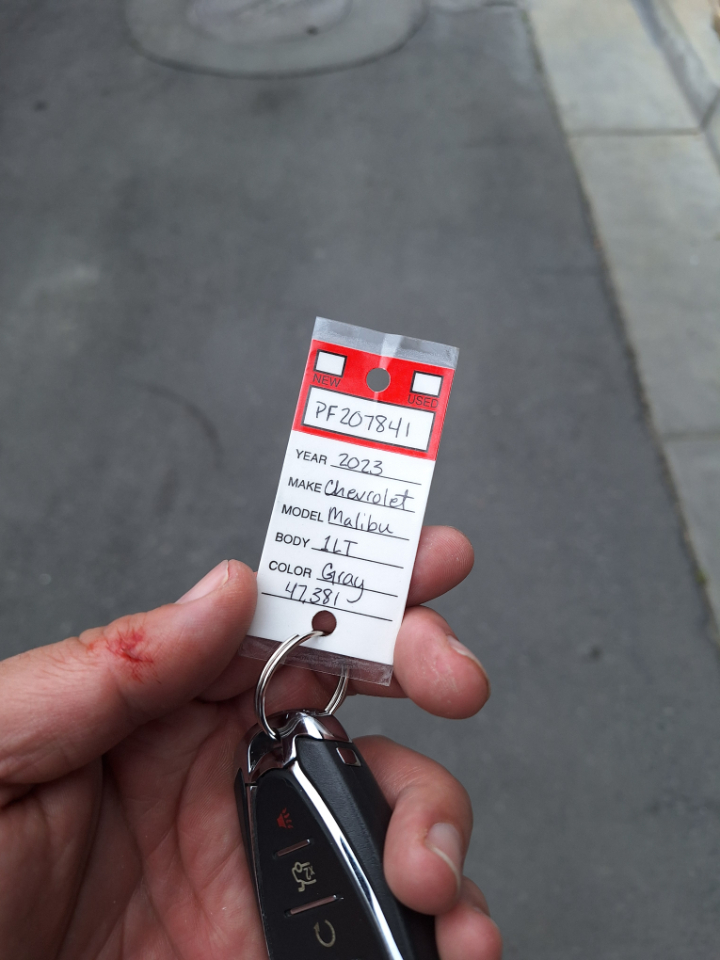 NEW USED
PF207841
YEAR 2023
MAKE Chevrolet
MODEL Malibu
BODY 1LT
COLOR Gray
47,381